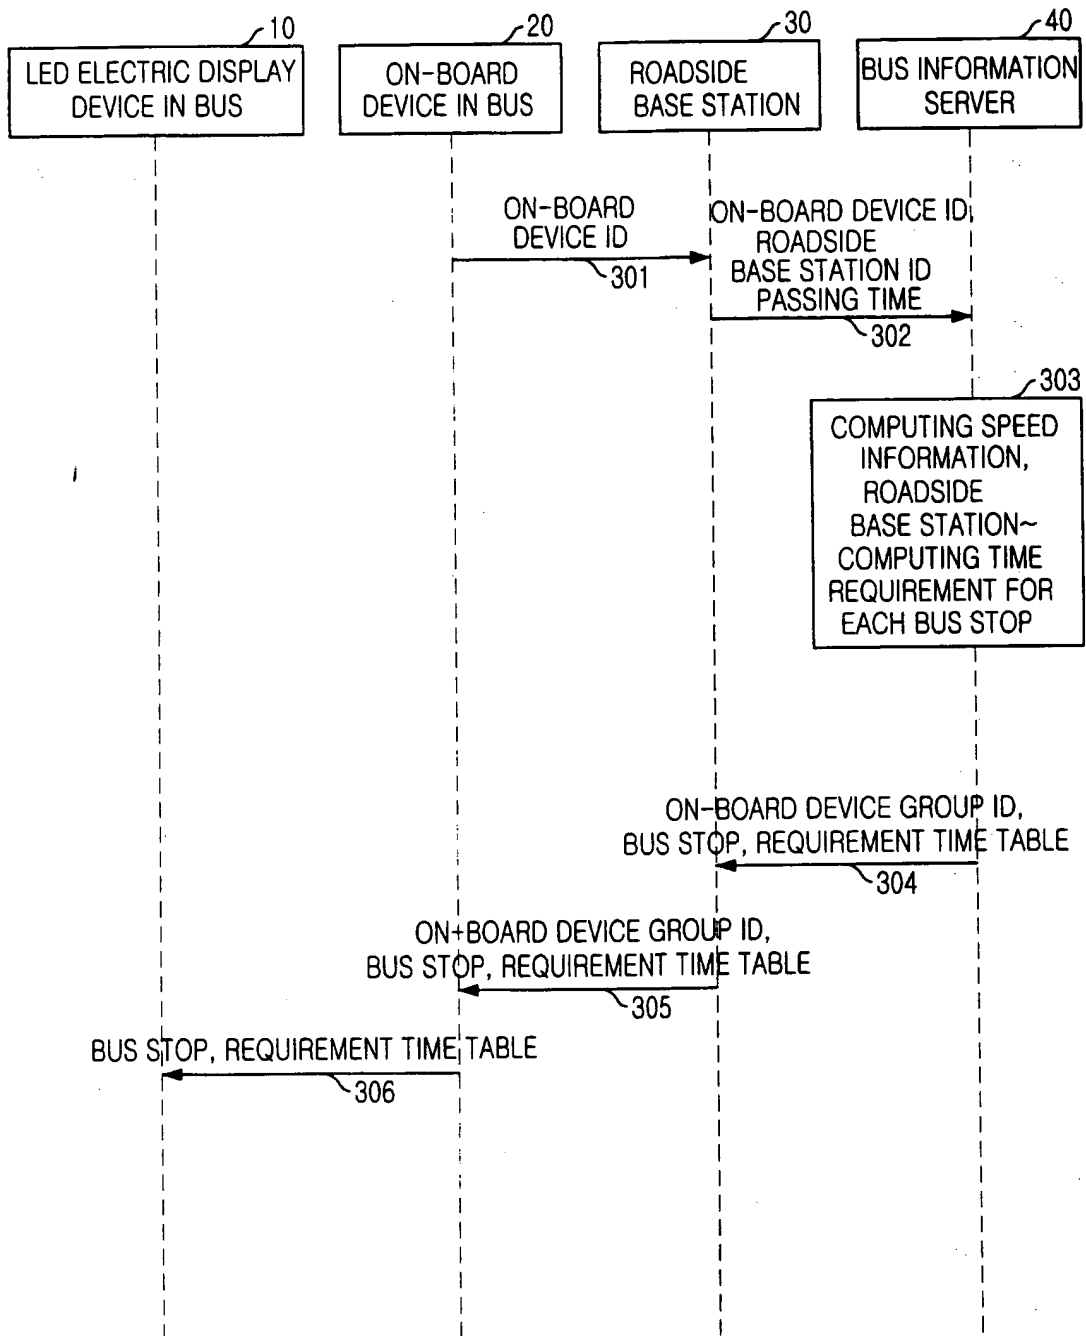 10
20
30
40
LED ELECTRIC DISPLAY
DEVICE IN BUS
ON-BOARD
DEVICE IN BUS
ROADSIDE
BASE STATION
BUS INFORMATION
SERVER
ON-BOARD
DEVICE ID
301
ON-BOARD DEVICE ID,
ROADSIDE
BASE STATION ID
PASSING TIME
302
303
COMPUTING SPEED
INFORMATION,
ROADSIDE
BASE STATION~
COMPUTING TIME
REQUIREMENT FOR
EACH BUS STOP
ON-BOARD DEVICE GROUP ID,
BUS STOP, REQUIREMENT TIME TABLE
304
ON-BOARD DEVICE GROUP ID,
BUS STOP, REQUIREMENT TIME TABLE
305
BUS STOP, REQUIREMENT TIME TABLE
306